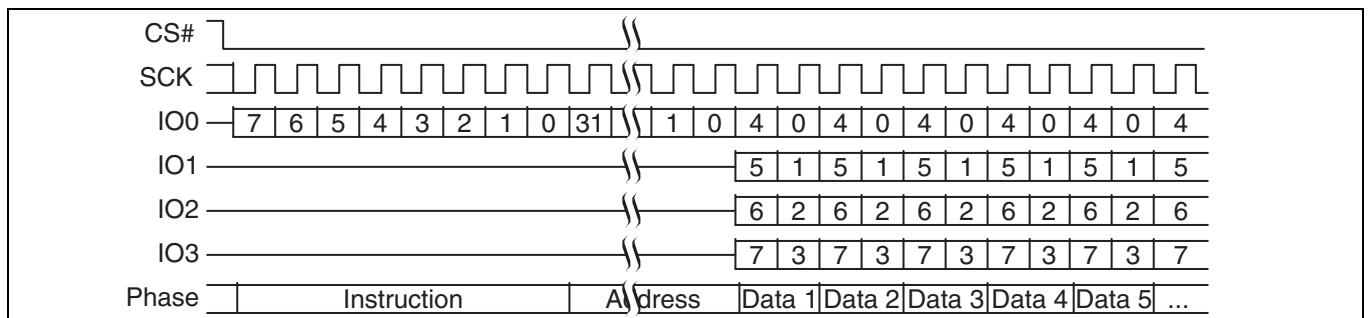 CS#
SCK
IO0 7 6 5 4 3 2 1 0 31 1 0 4 0 4 0 4 0 4 0 4 0 4
IO1 5 1 5 1 5 1 5 1 5 1 5
IO2 6 2 6 2 6 2 6 2 6 2 6
IO3 7 3 7 3 7 3 7 3 7 3 7
Phase Instruction Address Data 1 Data 2 Data 3 Data 4 Data 5 ...